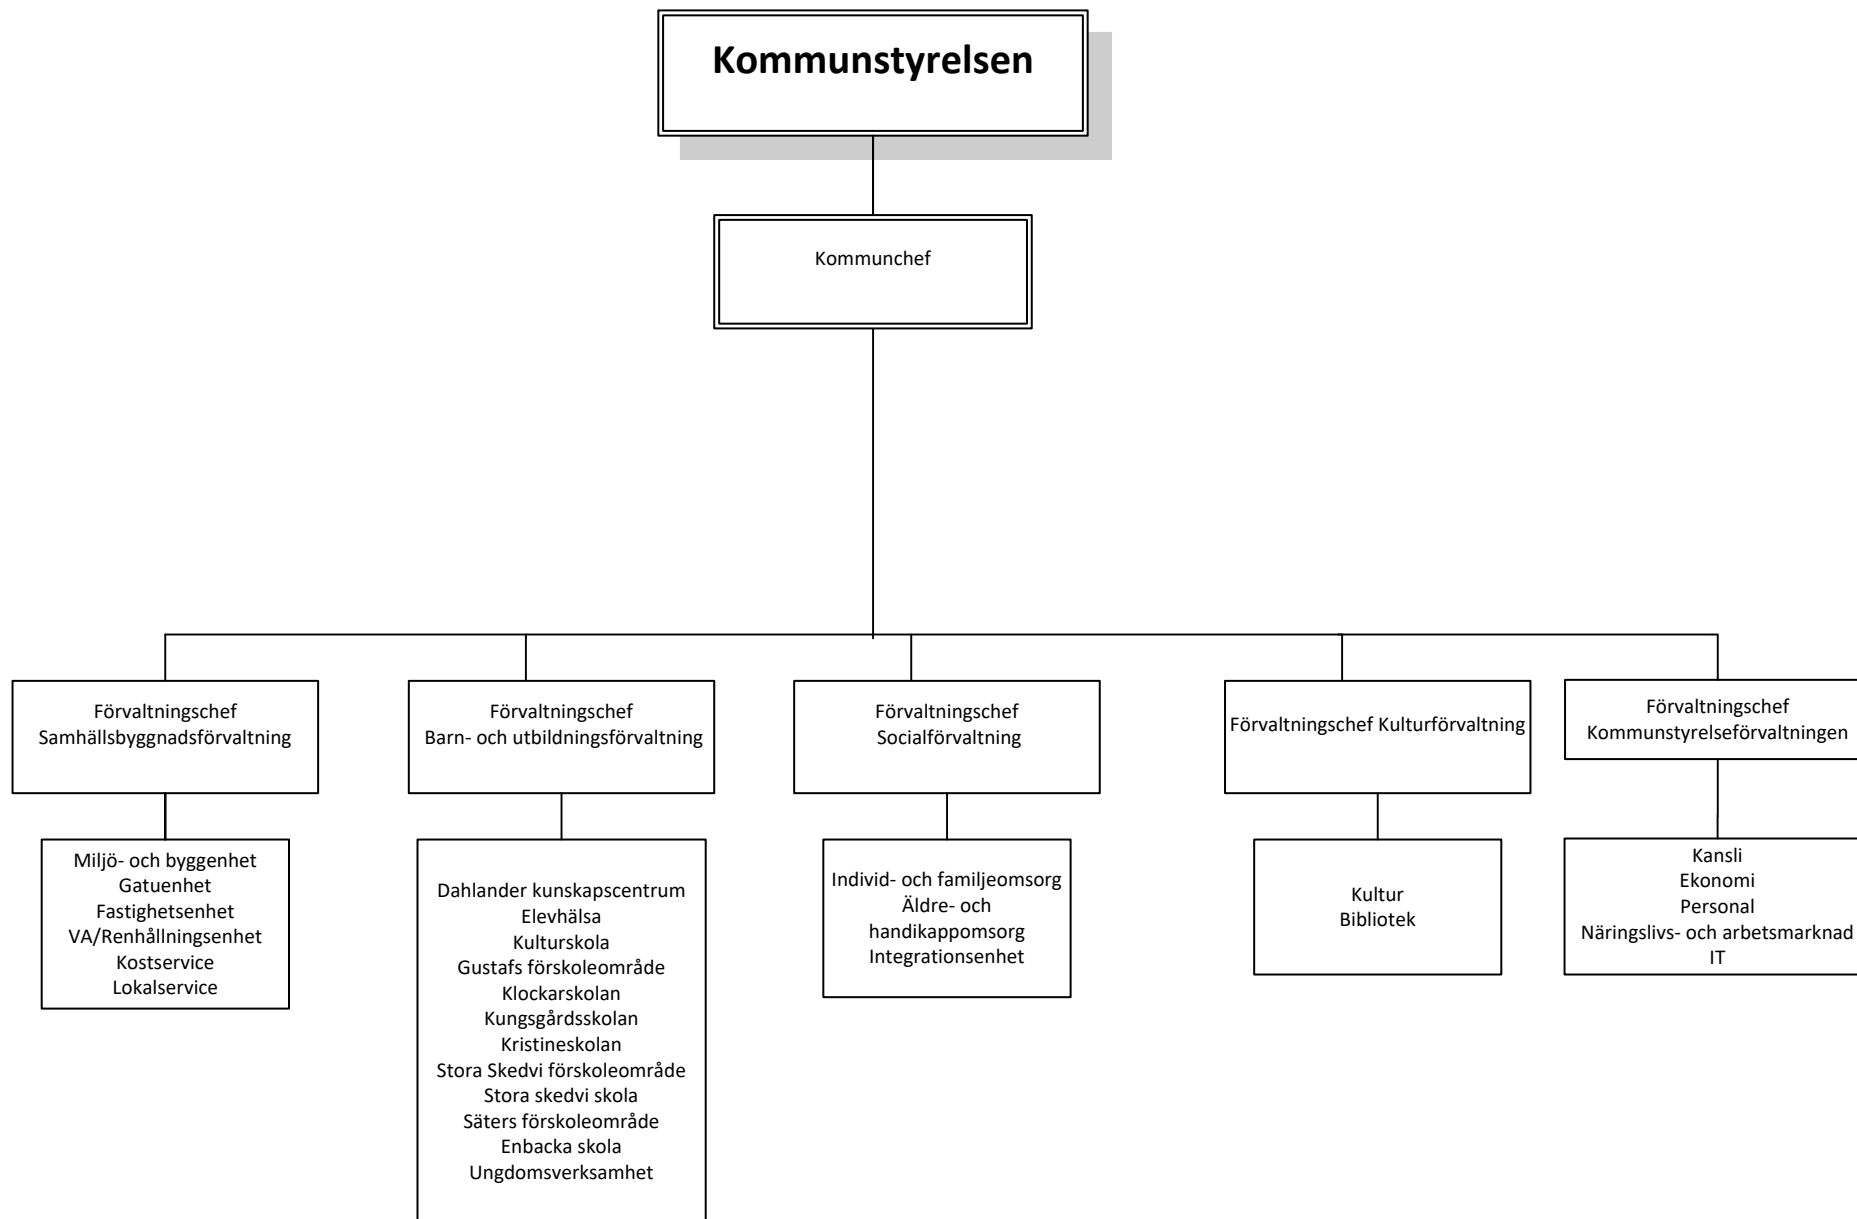 Kommunstyrelsen
Kommunchef
Förvaltningschef
Samhällsbyggnadsförvaltning
Förvaltningschef
Barn- och utbildningsförvaltning
Förvaltningschef
Socialförvaltning
Förvaltningschef Kulturförvaltning
Förvaltningschef
Kommunstyrelseförvaltningen
Miljö- och byggenhet
Gatuenhet
Fastighetsenhet
VA/Renhållningsenhet
Kostservice
Lokalservice
Dahlander kunskapscentrum
Elevhälsa
Kulturskola
Gustafs förskoleområde
Klockarskolan
Kungsgårdsskolan
Kristineskolan
Stora Skedvi förskoleområde
Stora skedvi skola
Säters förskoleområde
Enbacka skola
Ungdomsverksamhet
Individ- och familjeomsorg
Äldre- och
handikappomsorg
Integrationsenhet
Kultur
Bibliotek
Kansli
Ekonomi
Personal
Näringslivs- och arbetsmarknad
IT